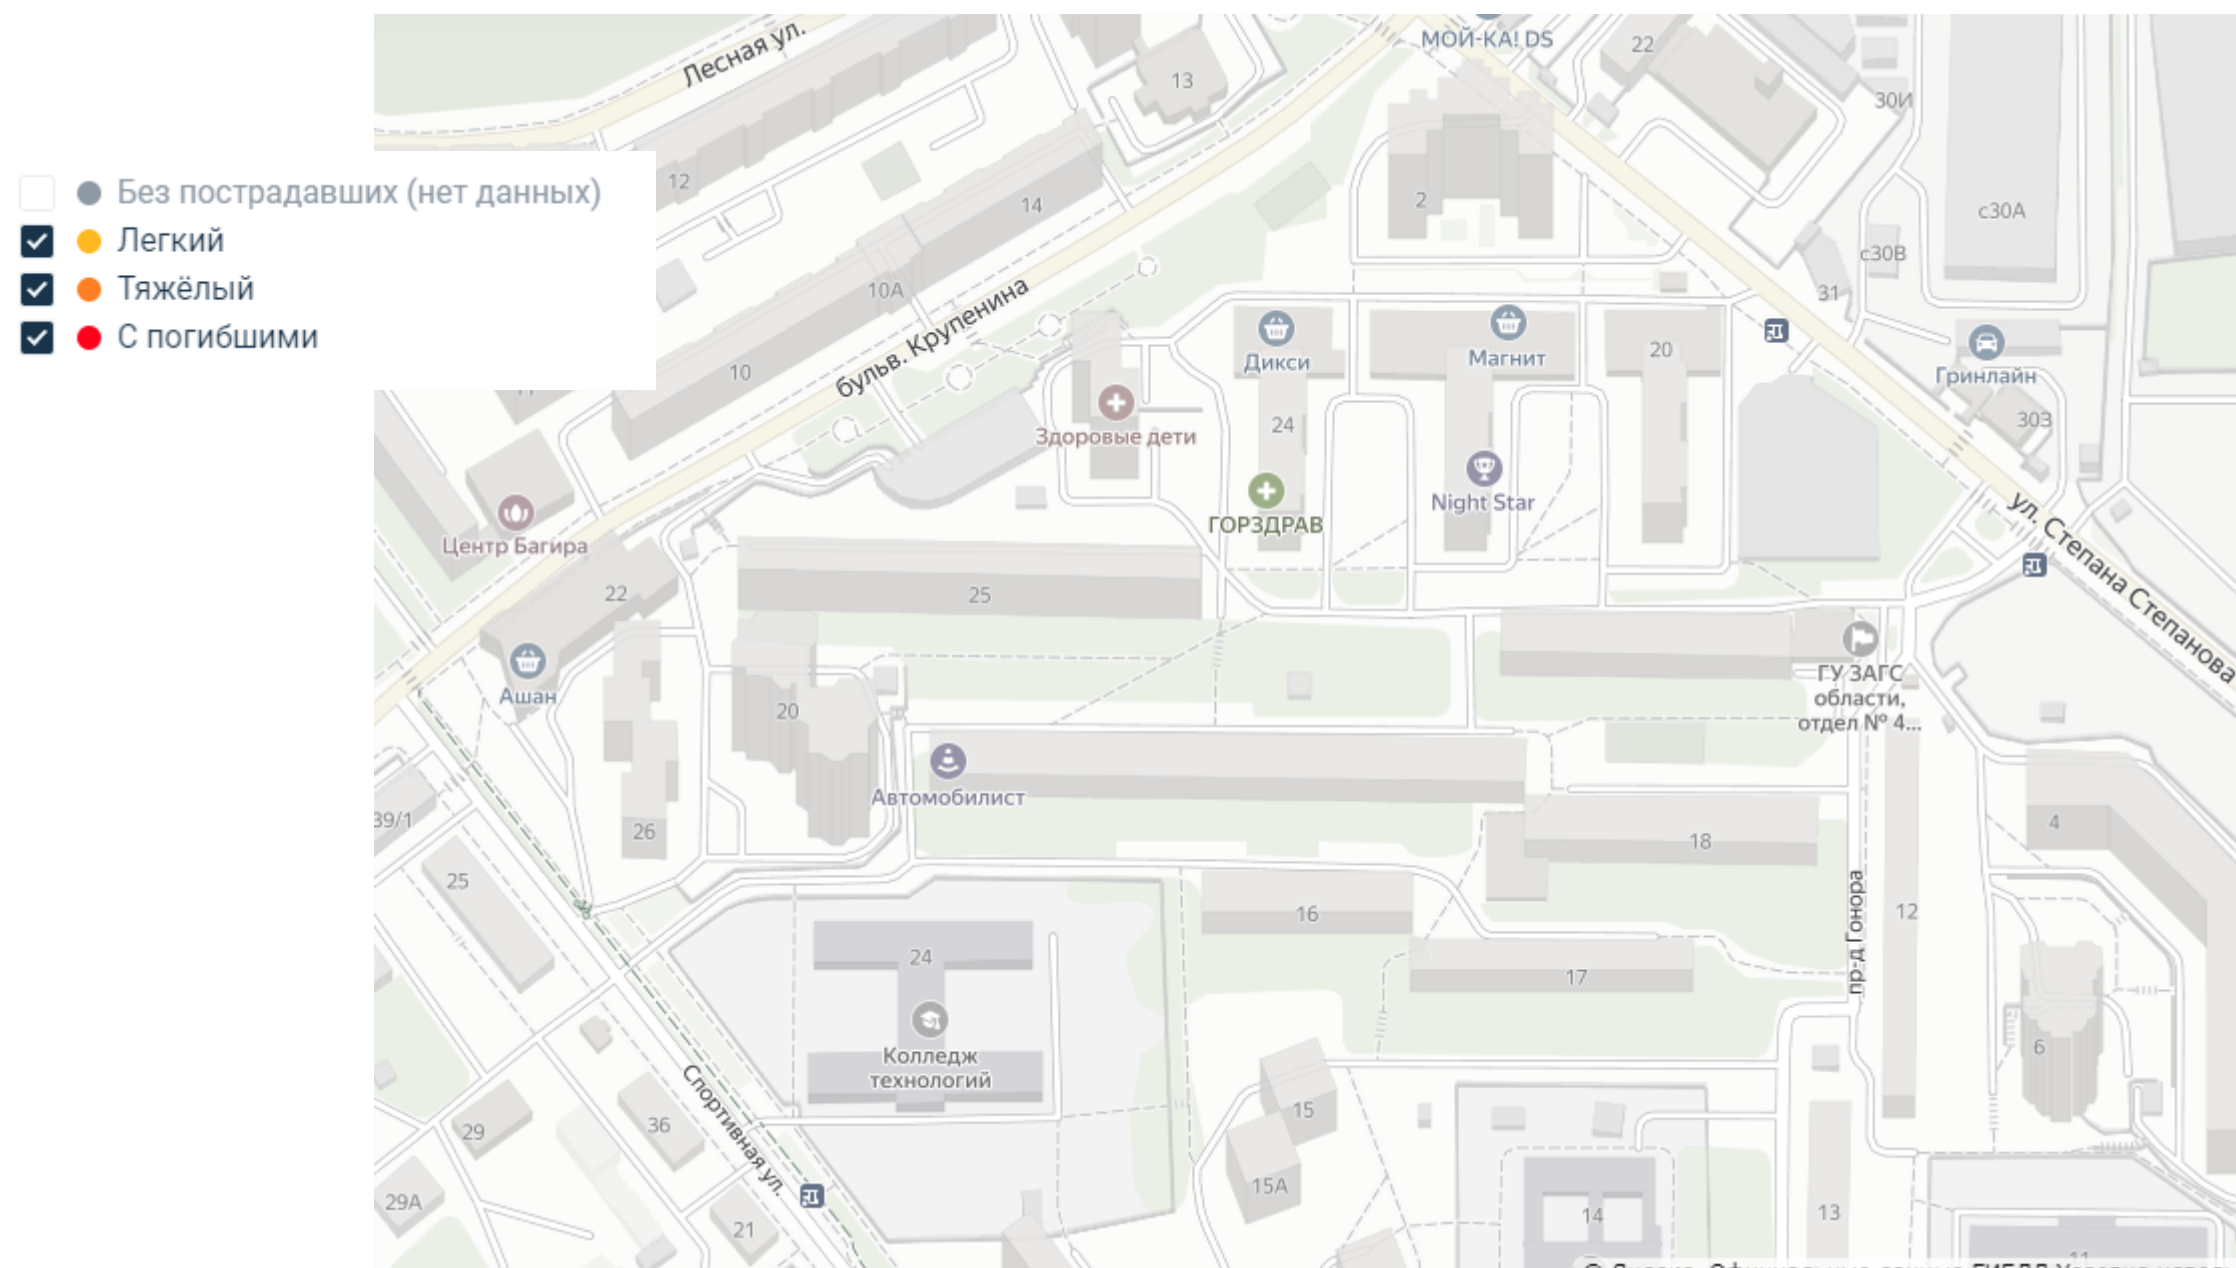 Без пострадавших (нет данных)
Легкий
Тяжёлый
С погибшими
Лесная ул.
МОЙ-КА! DS
13
22
30И
12
14
2
с30А
с30В
31
10А
10
бульв. Крупенина
Дикси
Магнит
20
Гринлайн
30З
Здоровые дети
24
Night Star
ГОРЗДРАВ
ул. Степана Степанова
Центр Багира
22
25
Ашан
20
ГУ ЗАГС
области,
отдел № 4...
Автомобилист
39/1
26
18
4
25
16
12
24
17
пр-д Гонора
Колледж
технологий
6
Спортивная ул.
29
36
15
29А
21
15А
14
13